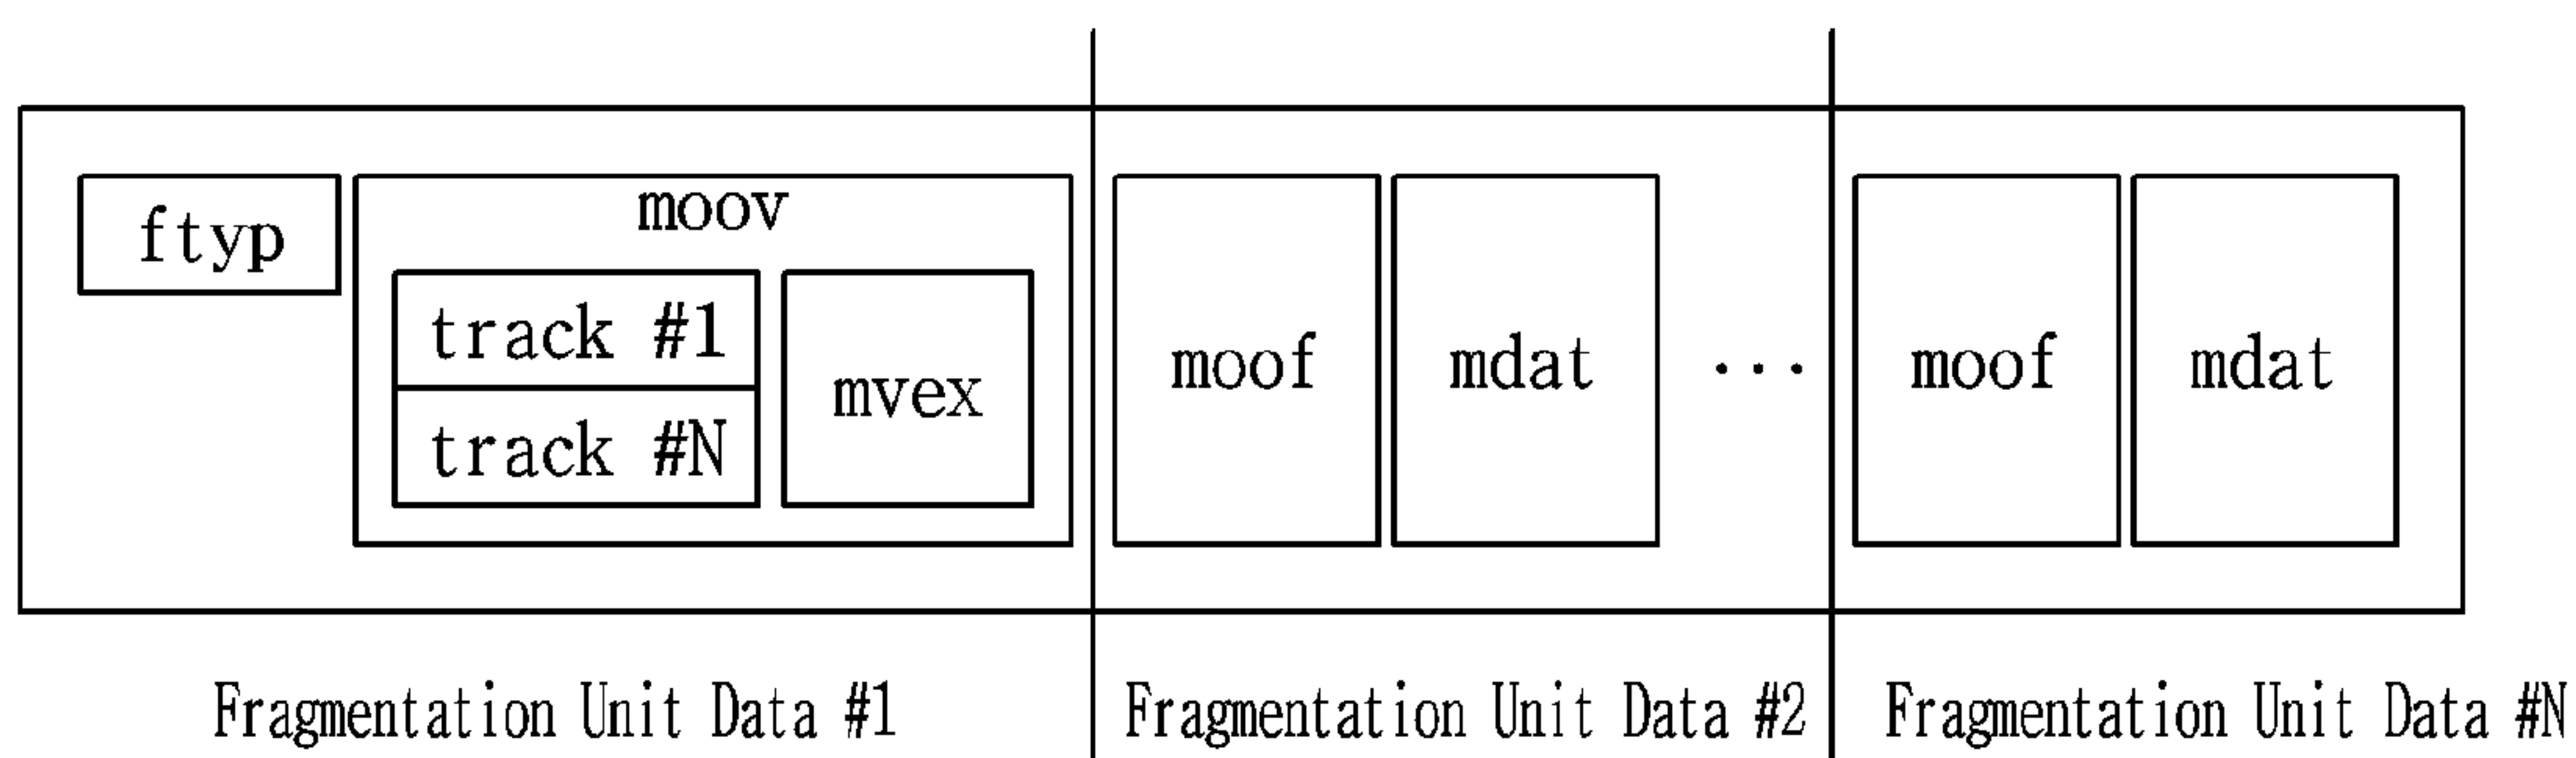 ftyp
moov
track #1
track #N
mvex
moof
mdat
...
moof
mdat
Fragmentation Unit Data #1
Fragmentation Unit Data #2
Fragmentation Unit Data #N